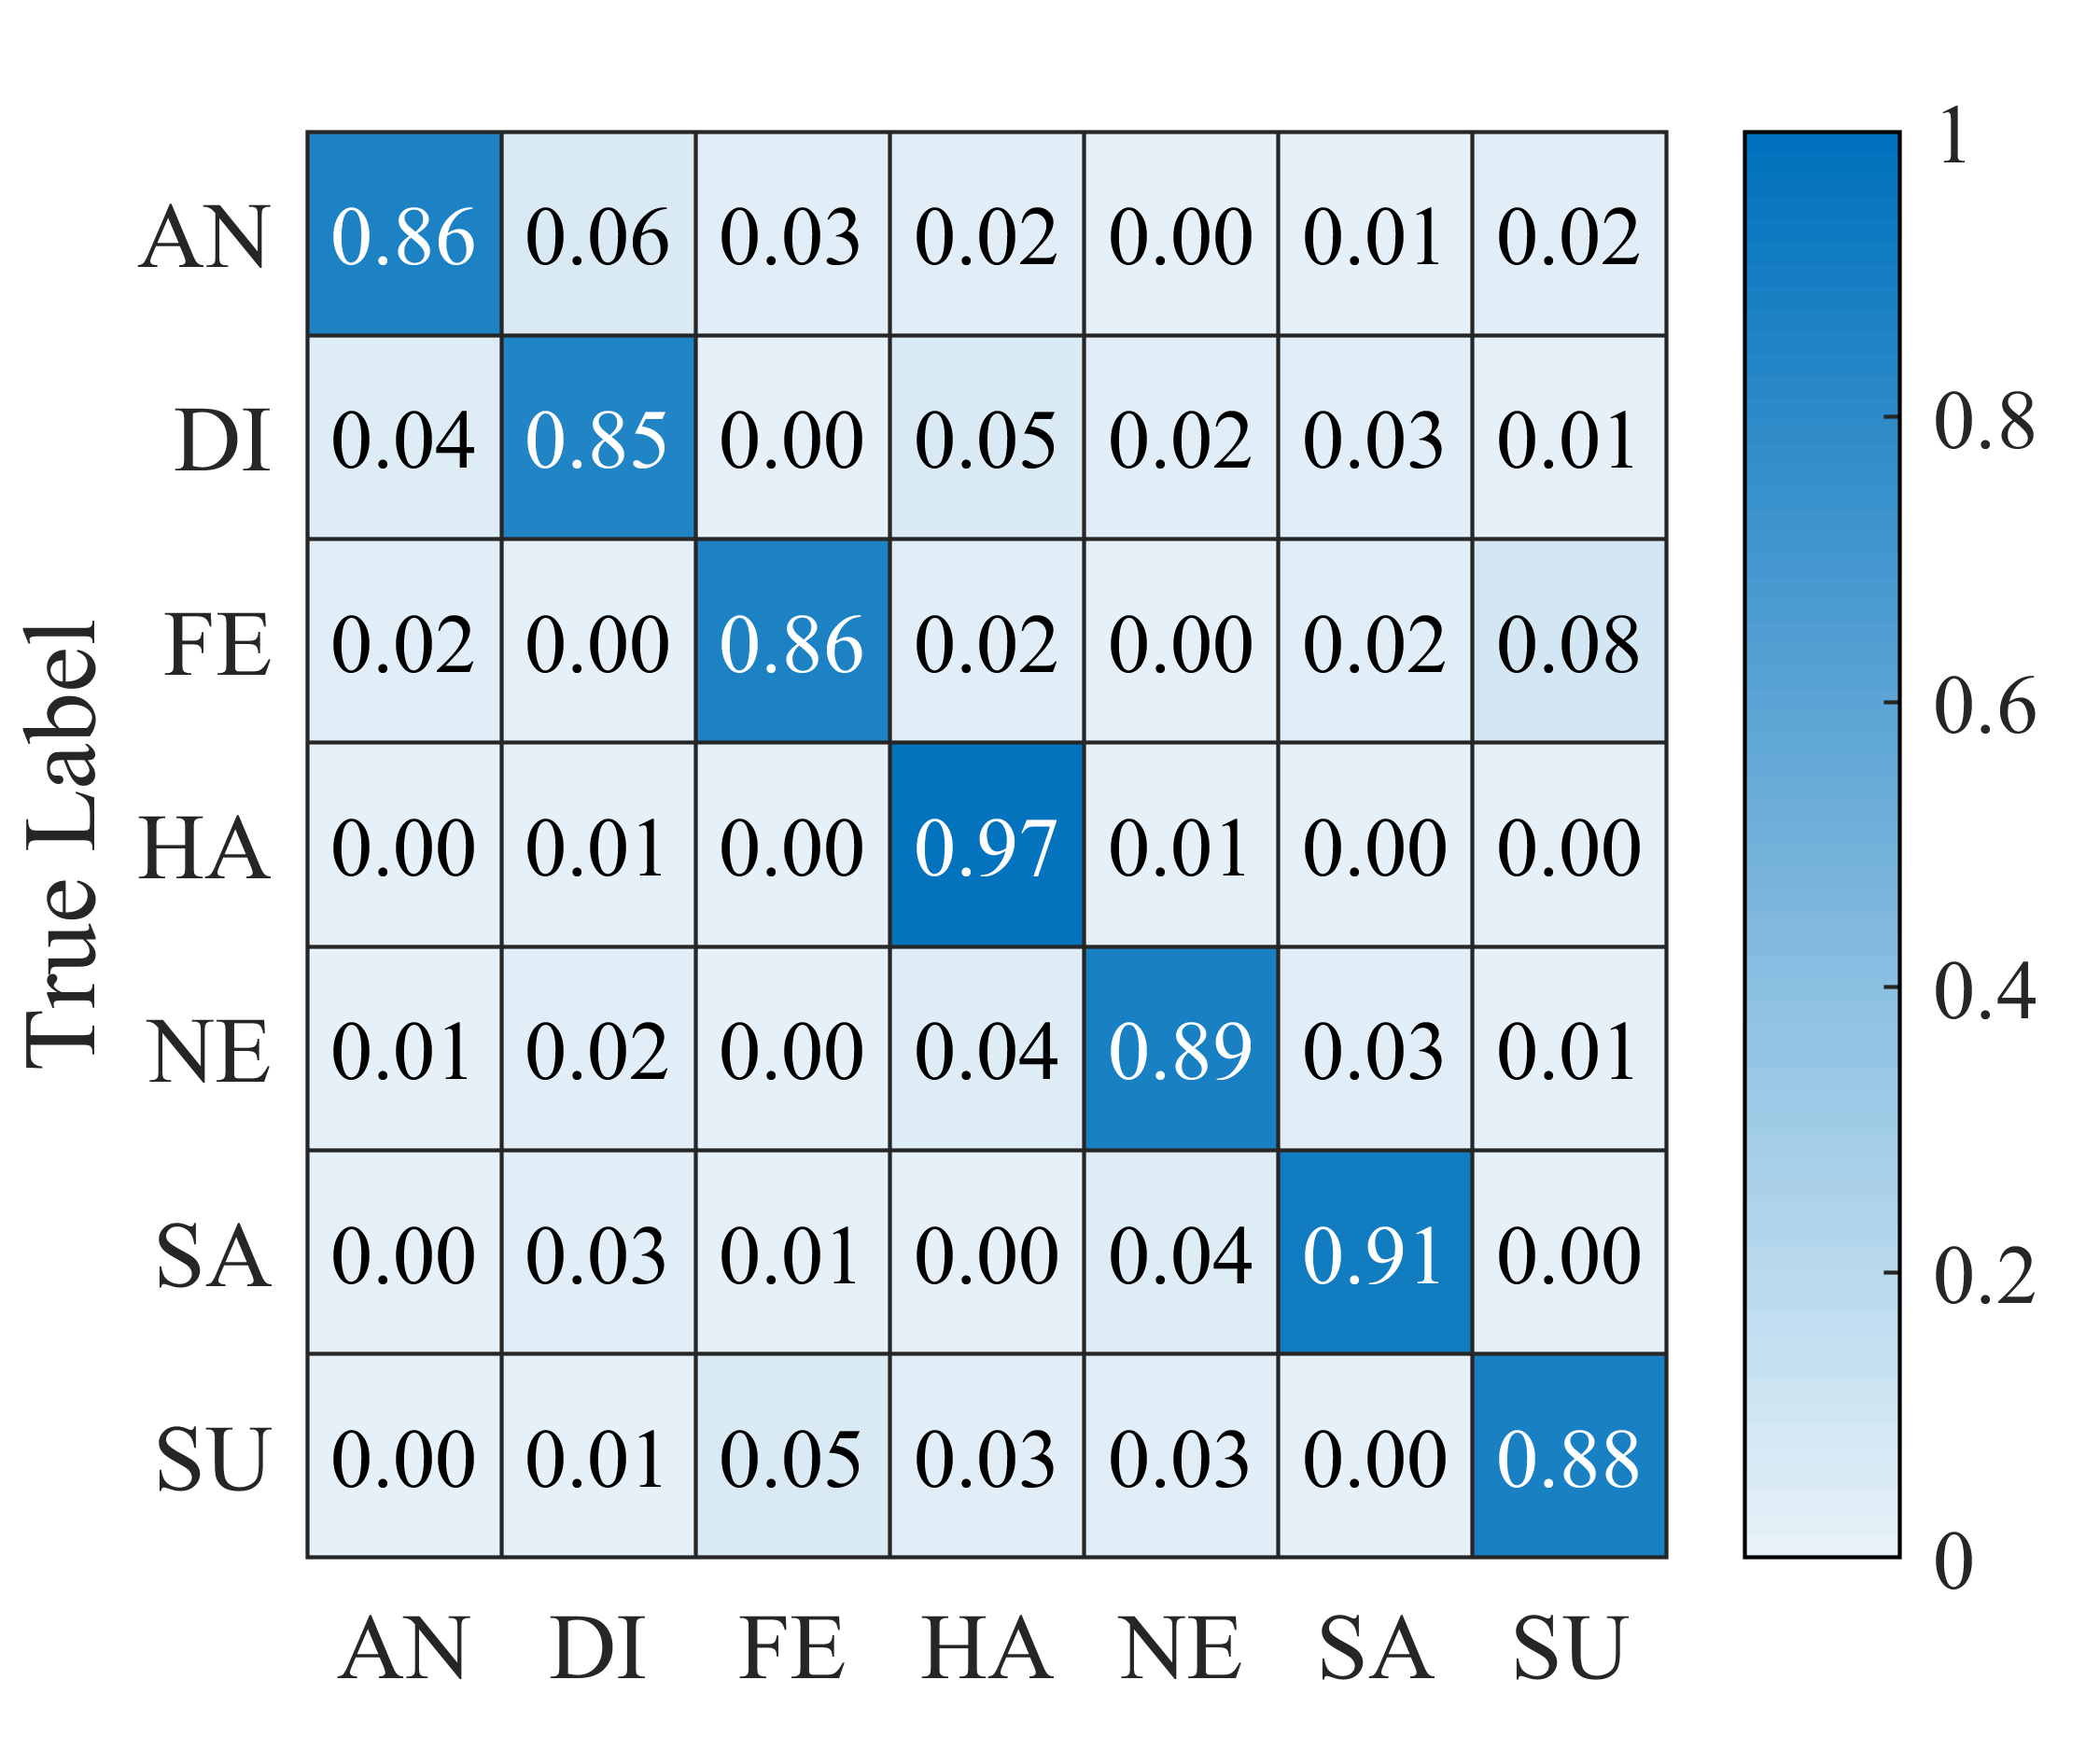 1
AN 0.86 0.06 0.03 0.02 0.00 0.01 0.02
DI 0.04 0.85 0.00 0.05 0.02 0.03 0.01
0.8
FE 0.02 0.00 0.86 0.02 0.00 0.02 0.08
0.6
True Label
HA 0.00 0.01 0.00 0.97 0.01 0.00 0.00
NE 0.01 0.02 0.00 0.04 0.89 0.03 0.01
0.4
SA 0.00 0.03 0.01 0.00 0.04 0.91 0.00
0.2
SU 0.00 0.01 0.05 0.03 0.03 0.00 0.88
0
AN DI FE HA NE SA SU